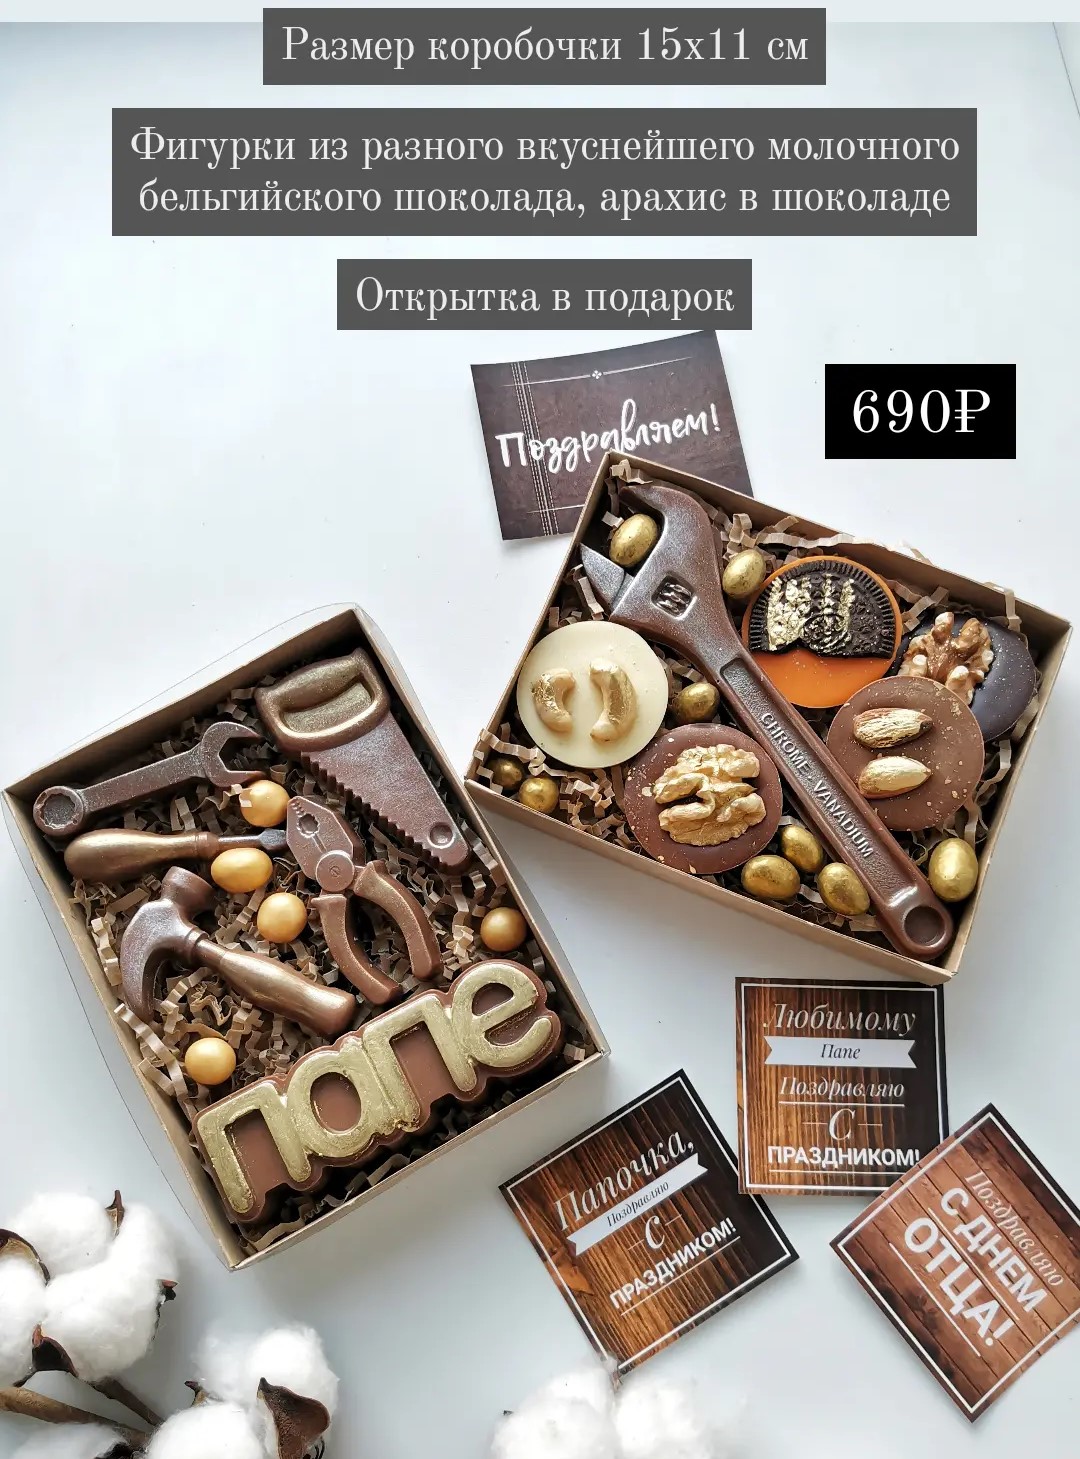 Размер коробочки 15х11 см
Фигурки из разного вкуснейшего молочного
бельгийского шоколада, арахис в шоколаде
Открытка в подарок
690₽
Поздравляем!
CHROME-VANADIUM
папе
Любимому
Папе
Поздравляю
С
ПРАЗДНИКОМ!
Папочка,
Поздравляю
С
ПРАЗДНИКОМ!
Поздравляю
С ДНЕМ
ОТЦА!